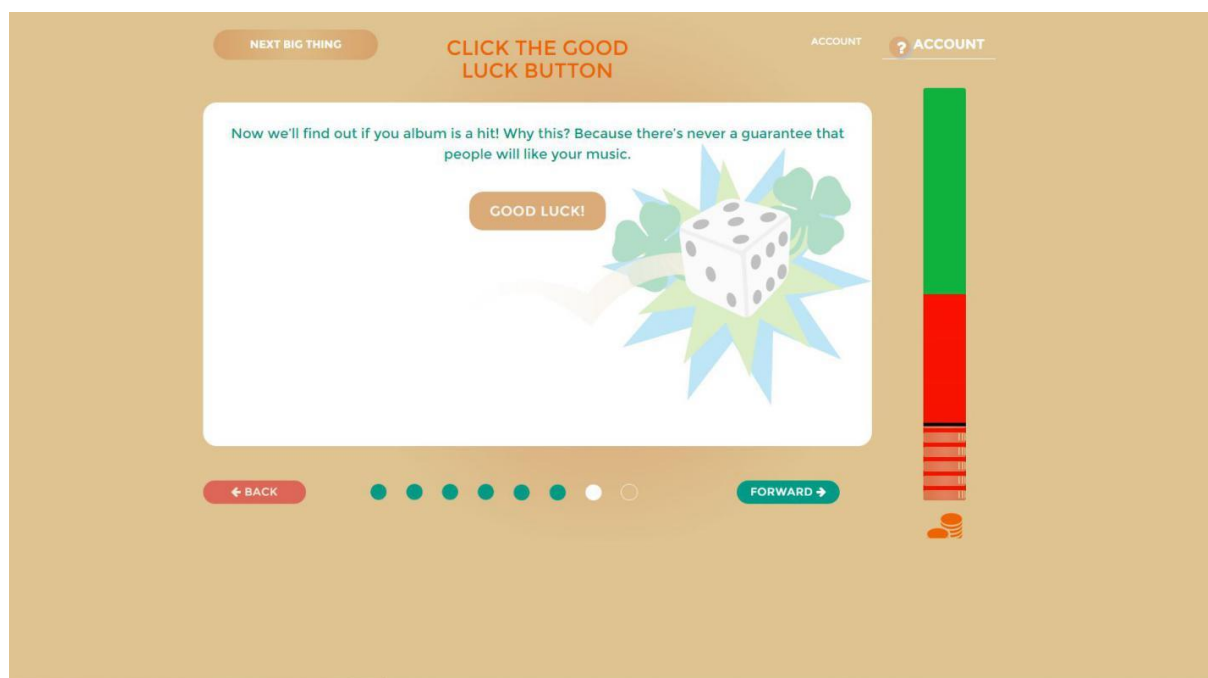 NEXT BIG THING
CLICK THE GOOD
LUCK BUTTON
ACCOUNT
? ACCOUNT
Now we'll find out if you album is a hit! Why this? Because there's never a guarantee that
people will like your music.
GOOD LUCK!
BACK
FORWARD